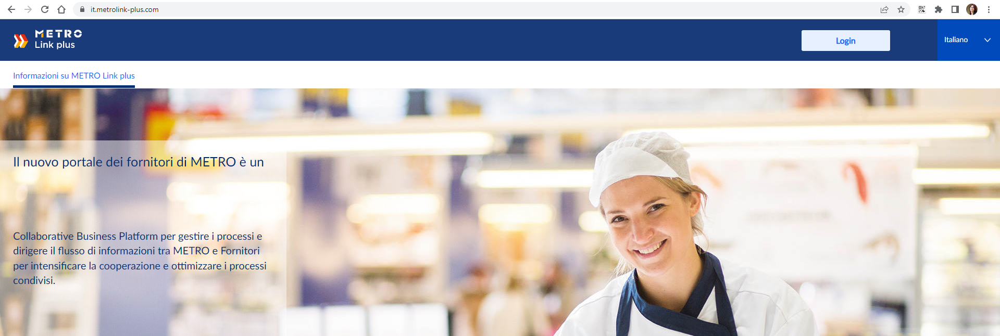 it.metrolink-plus.com
METRO
Link plus
Login
Italiano
Informazioni su METRO Link plus
Il nuovo portale dei fornitori di METRO è un
Collaborative Business Platform per gestire i processi e
dirigere il flusso di informazioni tra METRO e Fornitori
per intensificare la cooperazione e ottimizzare i processi
condivisi.